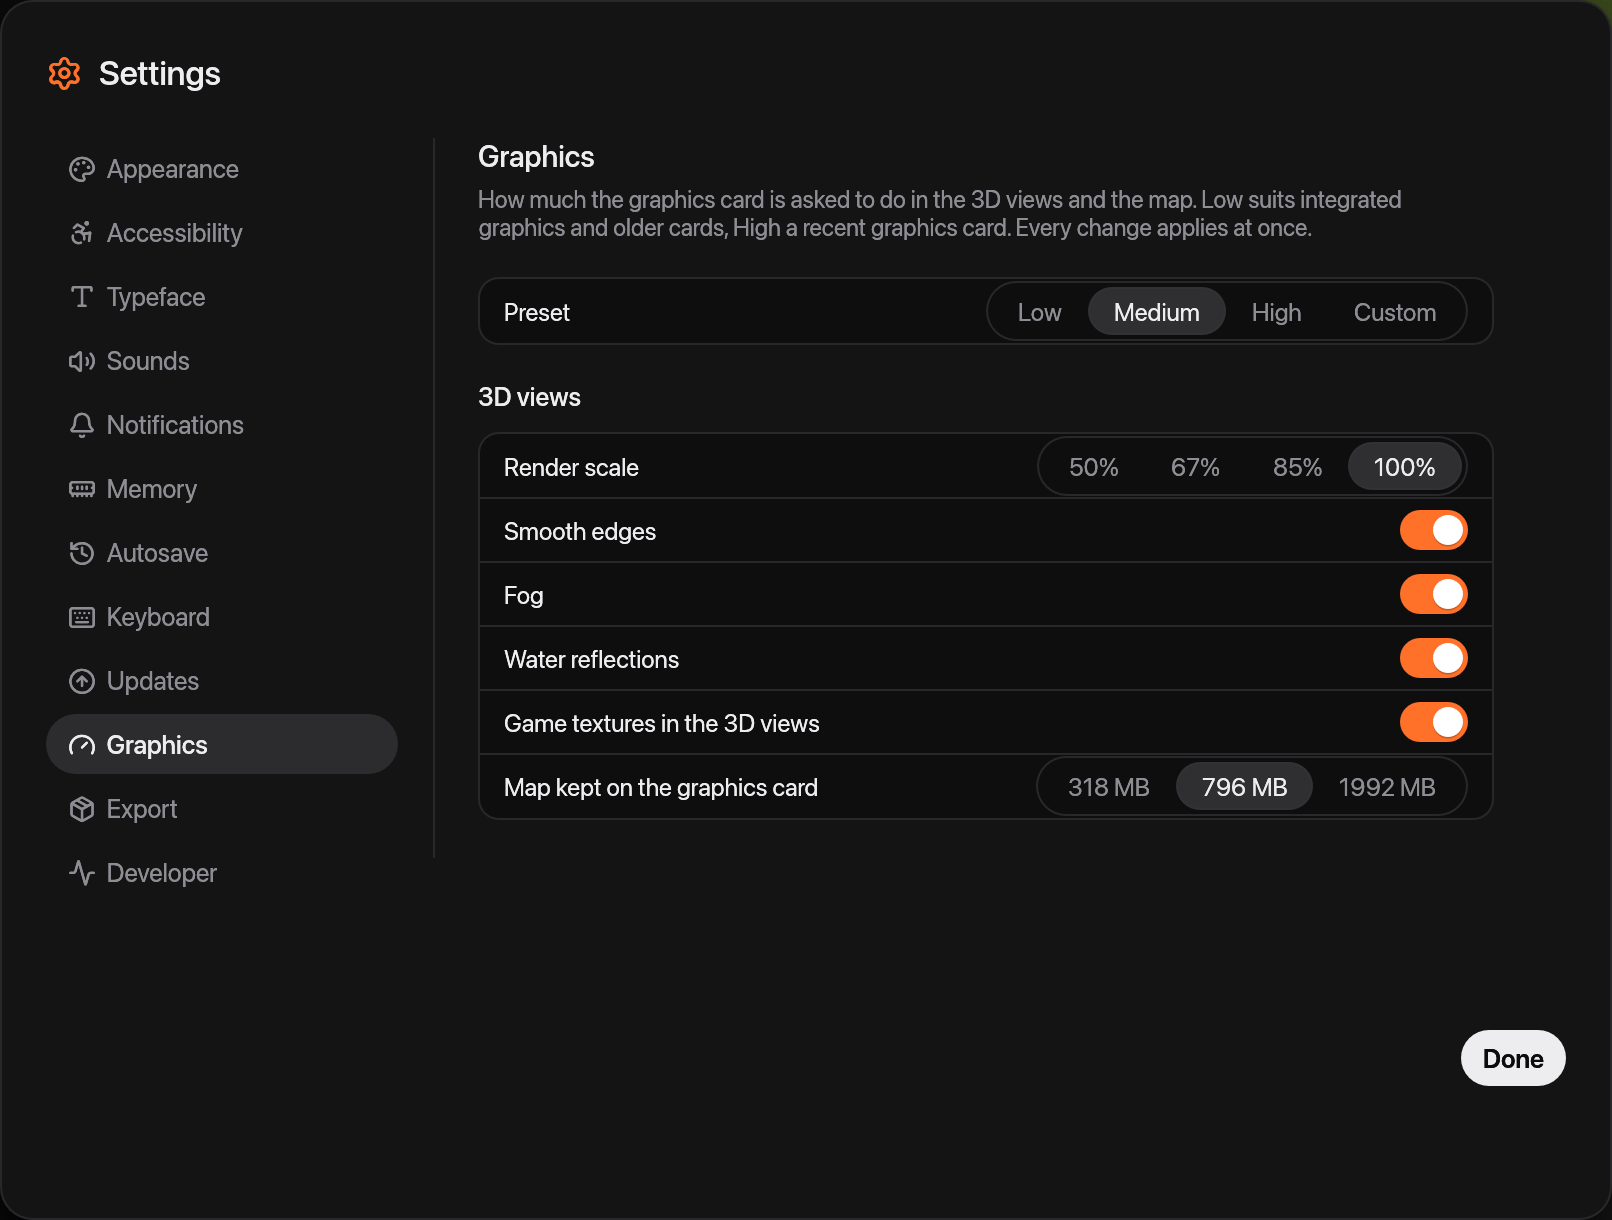 Settings
Appearance
Accessibility
Typeface
Sounds
Notifications
Memory
Autosave
Keyboard
Updates
Graphics
Export
Developer
Graphics
How much the graphics card is asked to do in the 3D views and the map. Low suits integrated
graphics and older cards, High a recent graphics card. Every change applies at once.
Preset Low Medium High Custom
3D views
Render scale 50% 67% 85% 100%
Smooth edges
Fog
Water reflections
Game textures in the 3D views
Map kept on the graphics card 318 MB 796 MB 1992 MB
Done